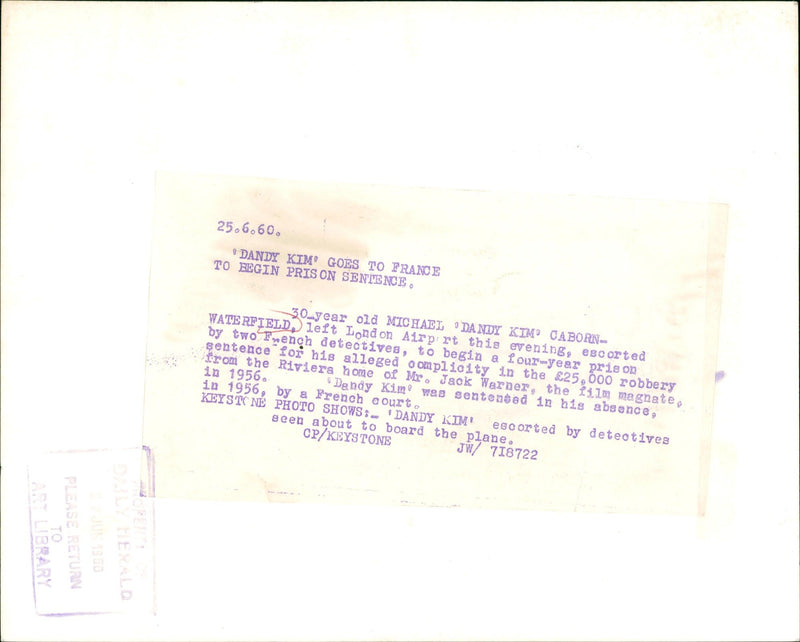 25.6.60.
'DANDY KIM' GOES TO FRANCE
TO BEGIN PRISON SENTENCE.
30-year old MICHAEL 'DANDY KIM' CABORN-
WATERFIELD, left London Airport this evening, escorted
by two French detectives, to begin a four-year prison
sentence for his alleged complicity in the £25,000 robbery
from the Riviera home of Mr. Jack Warner, the film magnate,
in 1956. 'Dandy Kim' was sentenced in his absence,
in 1956, by a French court.
KEYSTONE PHOTO SHOWS:- 'DANDY KIM' escorted by detectives
seen about to board the plane.
CP/KEYSTONE JW/ 718722
PROPERTY OF
DAILY HERALD
JUN 1960
PLEASE RETURN
TO
ART LIBRARY